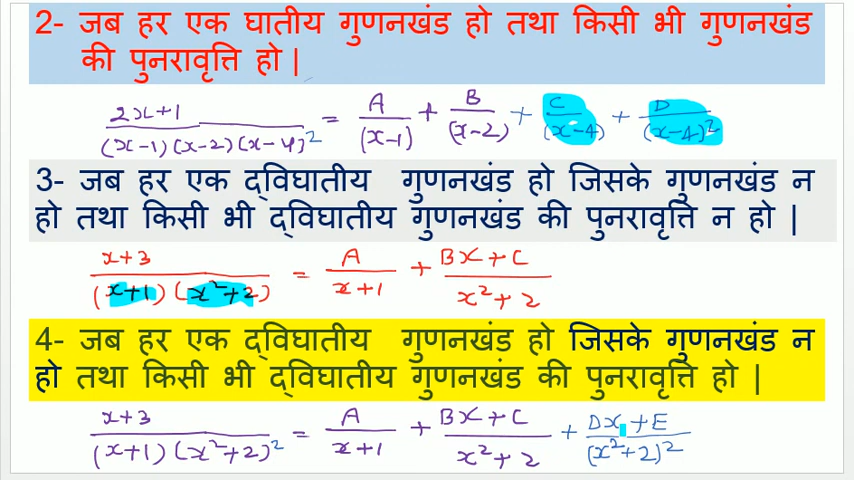 2- जब हर एक घातीय गुणनखंड हो तथा किसी भी गुणनखंड
की पुनरावृत्ति हो |
2x+1 / (x-1)(x-2)(x-4)² = A/(x-1) + B/(x-2) + C/(x-4) + D/(x-4)²
3- जब हर एक द्विघातीय गुणनखंड हो जिसके गुणनखंड न
हो तथा किसी भी द्विघातीय गुणनखंड की पुनरावृत्ति न हो |
x+3 / (x+1)(x²+2) = A/x+1 + BX+C/x²+2
4- जब हर एक द्विघातीय गुणनखंड हो जिसके गुणनखंड न
हो तथा किसी भी द्विघातीय गुणनखंड की पुनरावृत्ति हो |
x+3 / (x+1)(x²+2)² = A/x+1 + BX+C/x²+2 + DX+E/(x²+2)²